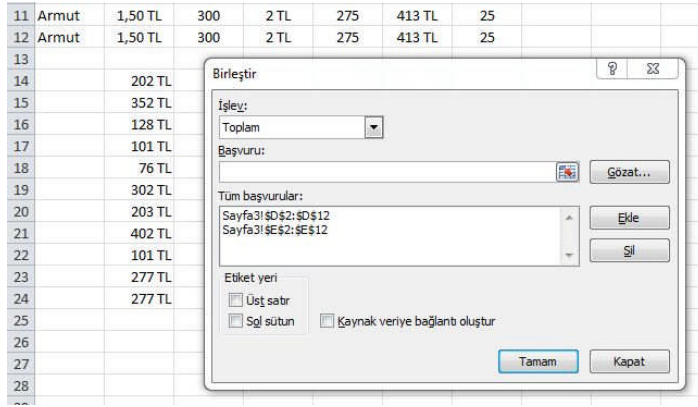 11 Armut 1,50 TL 300 2 TL 275 413 TL 25
12 Armut 1,50 TL 300 2 TL 275 413 TL 25
13
14 202 TL
15 352 TL
16 128 TL
17 101 TL
18 76 TL
19 302 TL
20 203 TL
21 402 TL
22 101 TL
23 277 TL
24 277 TL
25
26
27
28
Birleştir
İşlev:
Toplam
Başvuru:
Gözat...
Tüm başvurular:
Sayfa3!$D$2:$D$12
Sayfa3!$E$2:$E$12
Ekle
Sil
Etiket yeri
Üst satır
Sol sütun
Kaynak veriye bağlantı oluştur
Tamam
Kapat